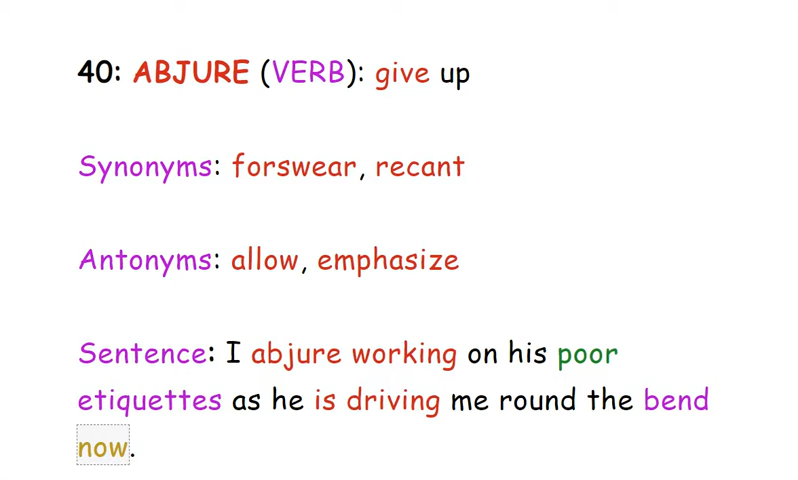 40: ABJURE (VERB): give up
Synonyms: forswear, recant
Antonyms: allow, emphasize
Sentence: I abjure working on his poor
etiquettes as he is driving me round the bend
now.